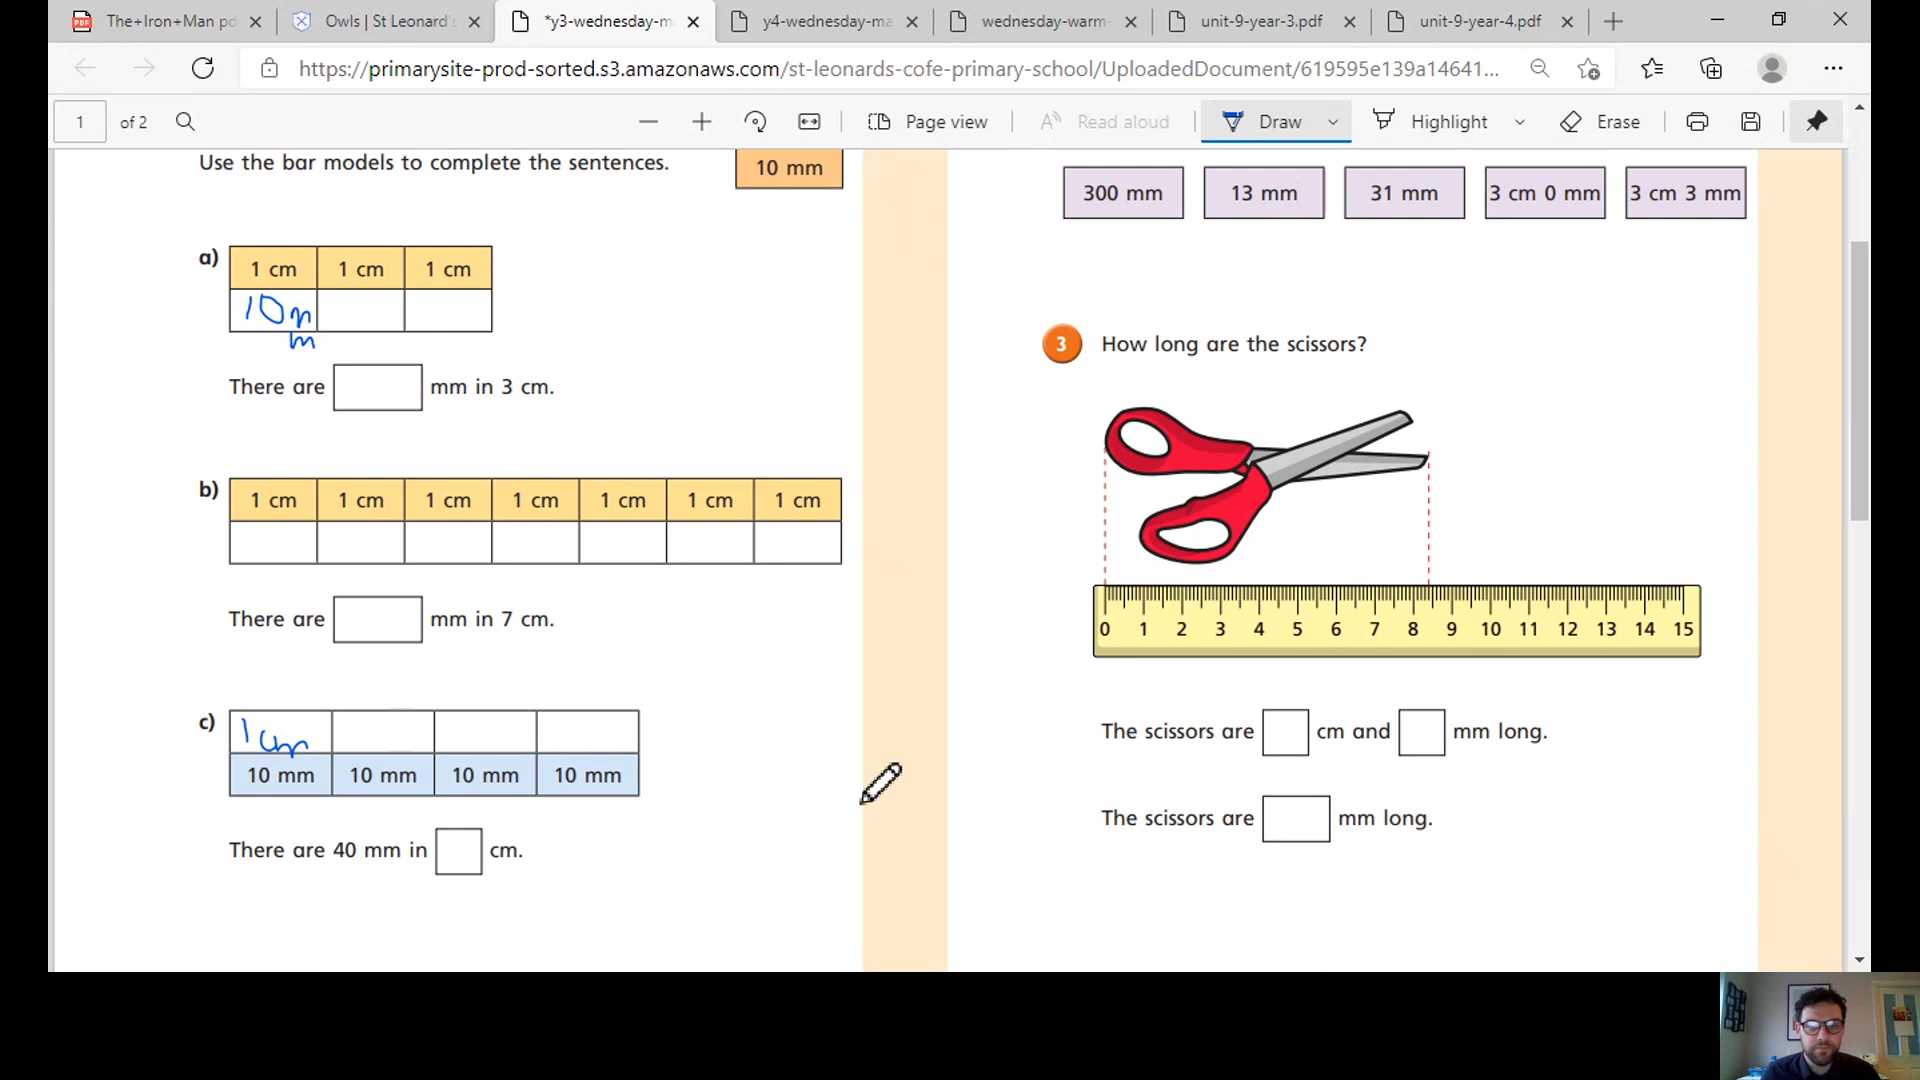 The+Iron+Man pd
Owls | St Leonard's
*y3-wednesday-m
y4-wednesday-ma
wednesday-warm-
unit-9-year-3.pdf
unit-9-year-4.pdf
https://primarysite-prod-sorted.s3.amazonaws.com/st-leonards-cofe-primary-school/UploadedDocument/619595e139a14641...
1 of 2
Page view
Read aloud
Draw
Highlight
Erase
Use the bar models to complete the sentences.
10 mm
a)
1 cm 1 cm 1 cm
10m
m
There are mm in 3 cm.
b)
1 cm 1 cm 1 cm 1 cm 1 cm 1 cm 1 cm
There are mm in 7 cm.
c)
1 cm
10 mm 10 mm 10 mm 10 mm
There are 40 mm in cm.
300 mm 13 mm 31 mm 3 cm 0 mm 3 cm 3 mm
3 How long are the scissors?
0 1 2 3 4 5 6 7 8 9 10 11 12 13 14 15
The scissors are cm and mm long.
The scissors are mm long.